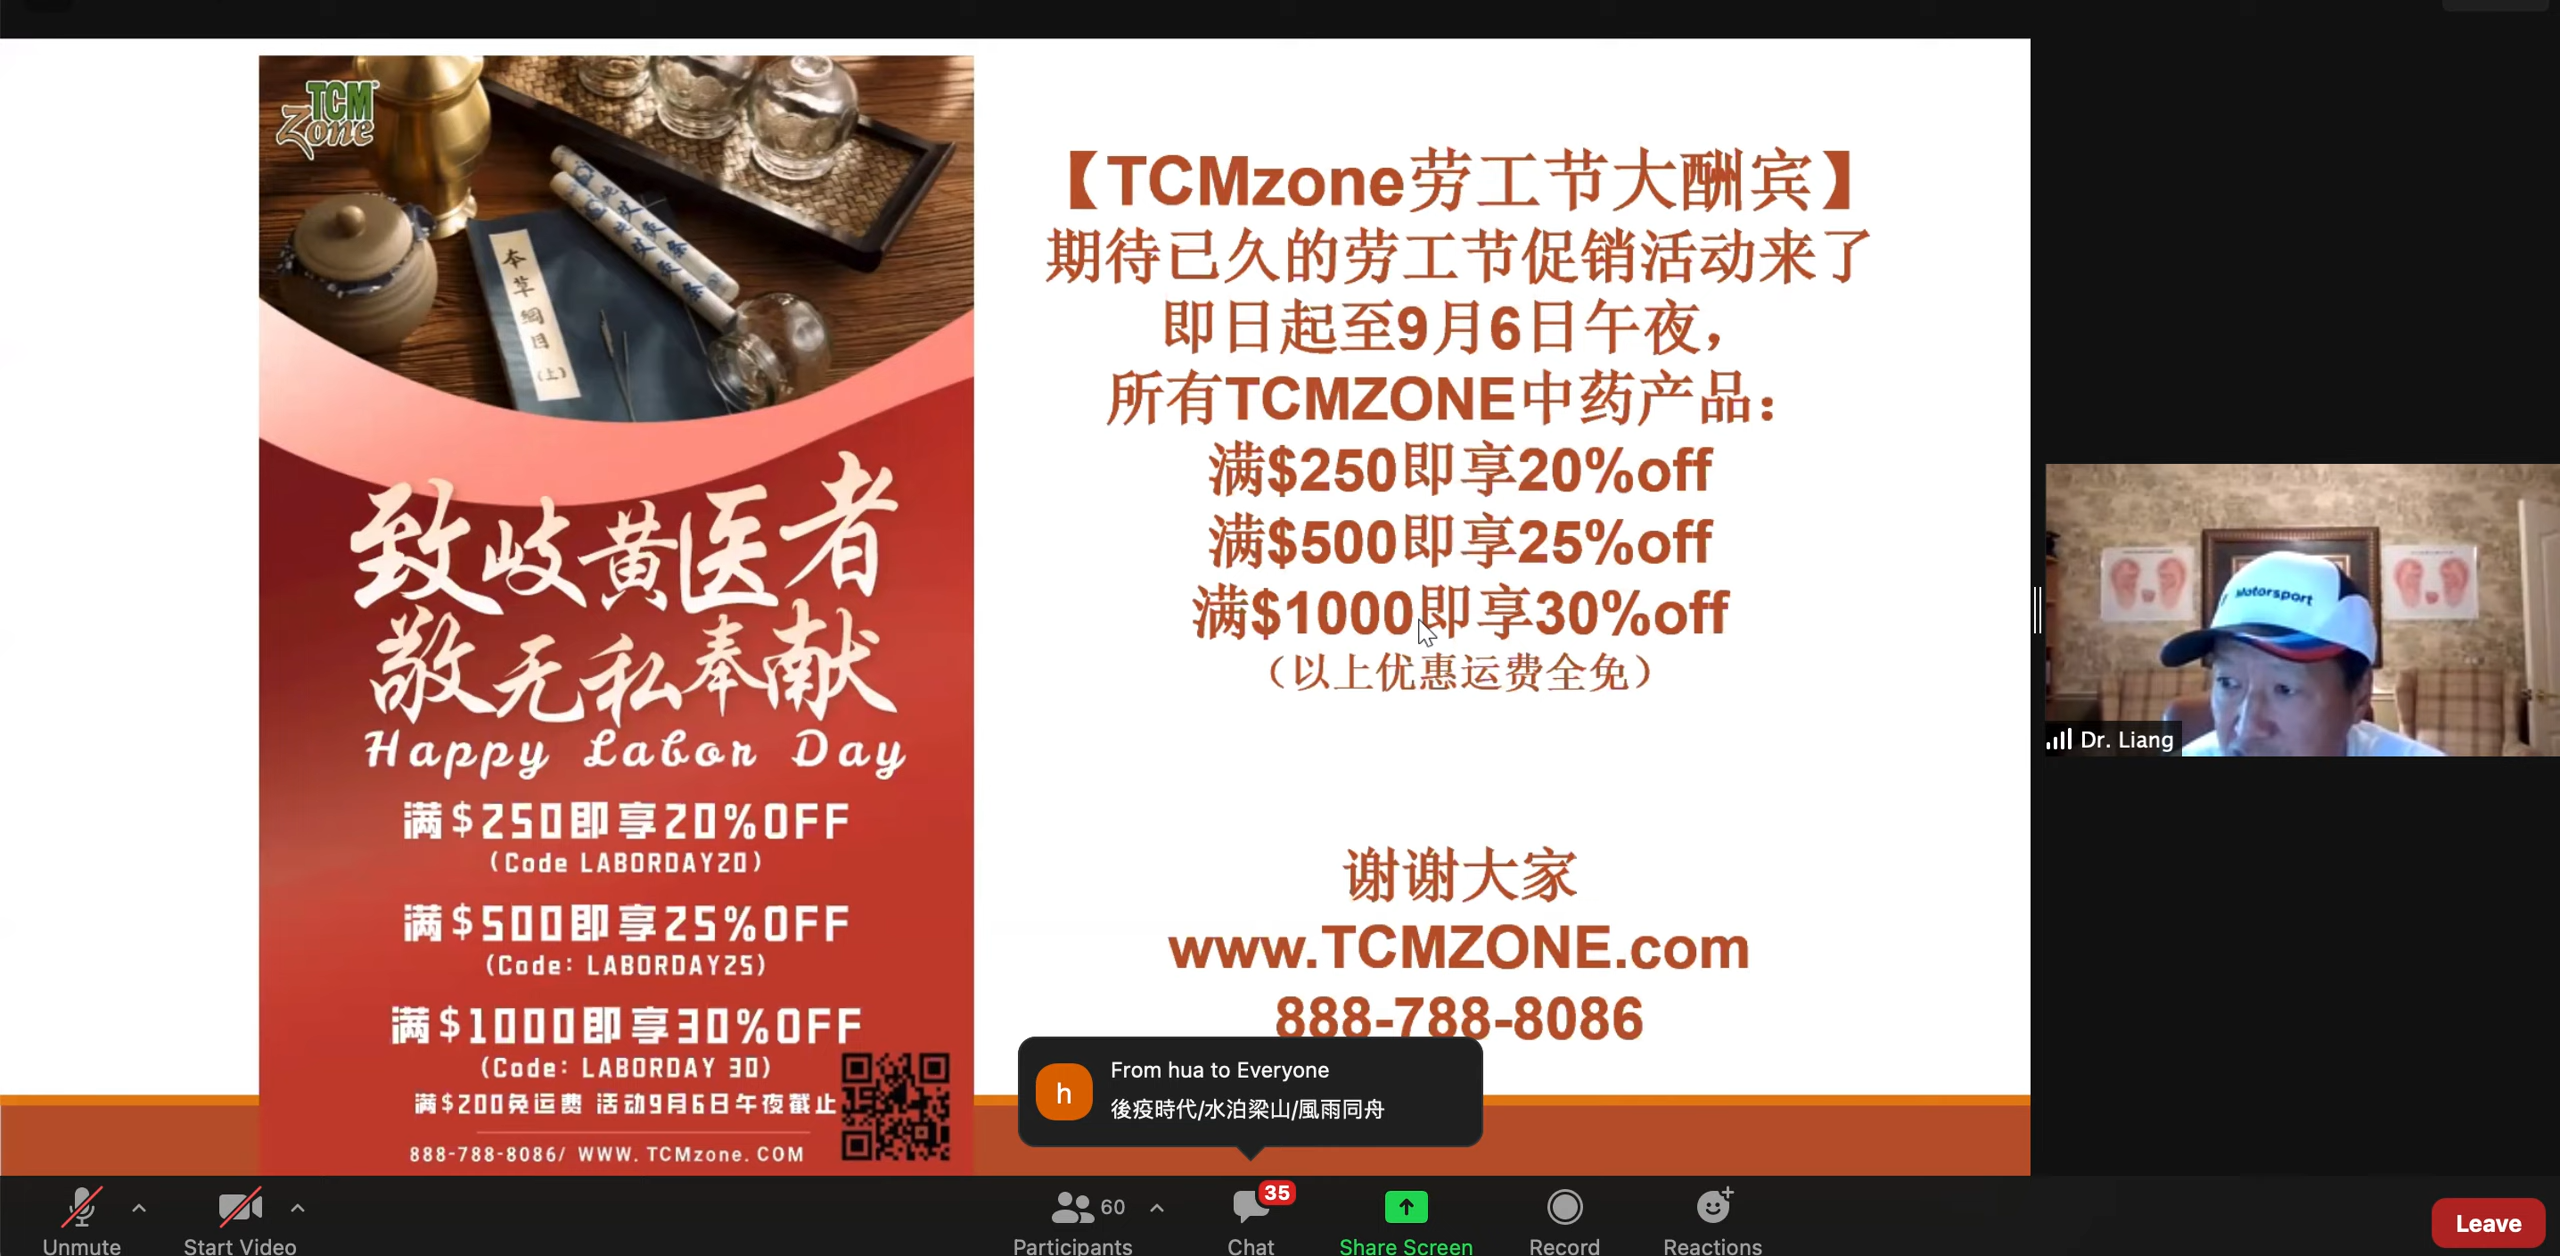 TCM
Zone
本草綱目
(上)
艾灸条
致岐黄医者
敬无私奉献
Happy Labor Day
满$250即享20%OFF
(Code LABORDAY20)
满$500即享25%OFF
(Code: LABORDAY25)
满$1000即享30%OFF
(Code: LABORDAY 30)
满$200免运费 活动9月6日午夜截止
888-788-8086/ WWW. TCMzone. COM
【TCMzone劳工节大酬宾】
期待已久的劳工节促销活动来了
即日起至9月6日午夜，
所有TCMZONE中药产品：
满$250即享20%off
满$500即享25%off
满$1000即享30%off
（以上优惠运费全免）
谢谢大家
www.TCMZONE.com
888-788-8086
h
From hua to Everyone
後疫時代/水泊梁山/風雨同舟
Motorsport
Dr. Liang
Unmute
Start Video
60
Participants
35
Chat
Share Screen
Record
Reactions
Leave